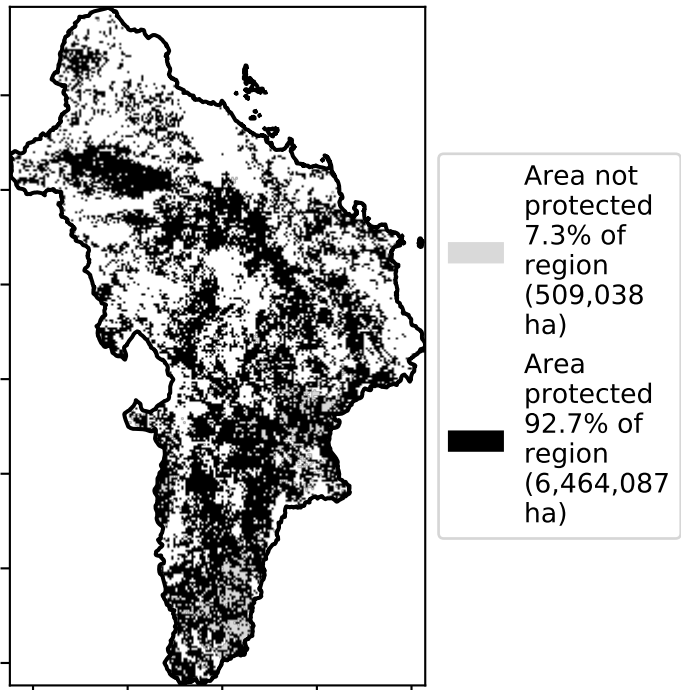 Area not
protected
7.3% of
region
(509,038
ha)
Area
protected
92.7% of
region
(6,464,087
ha)